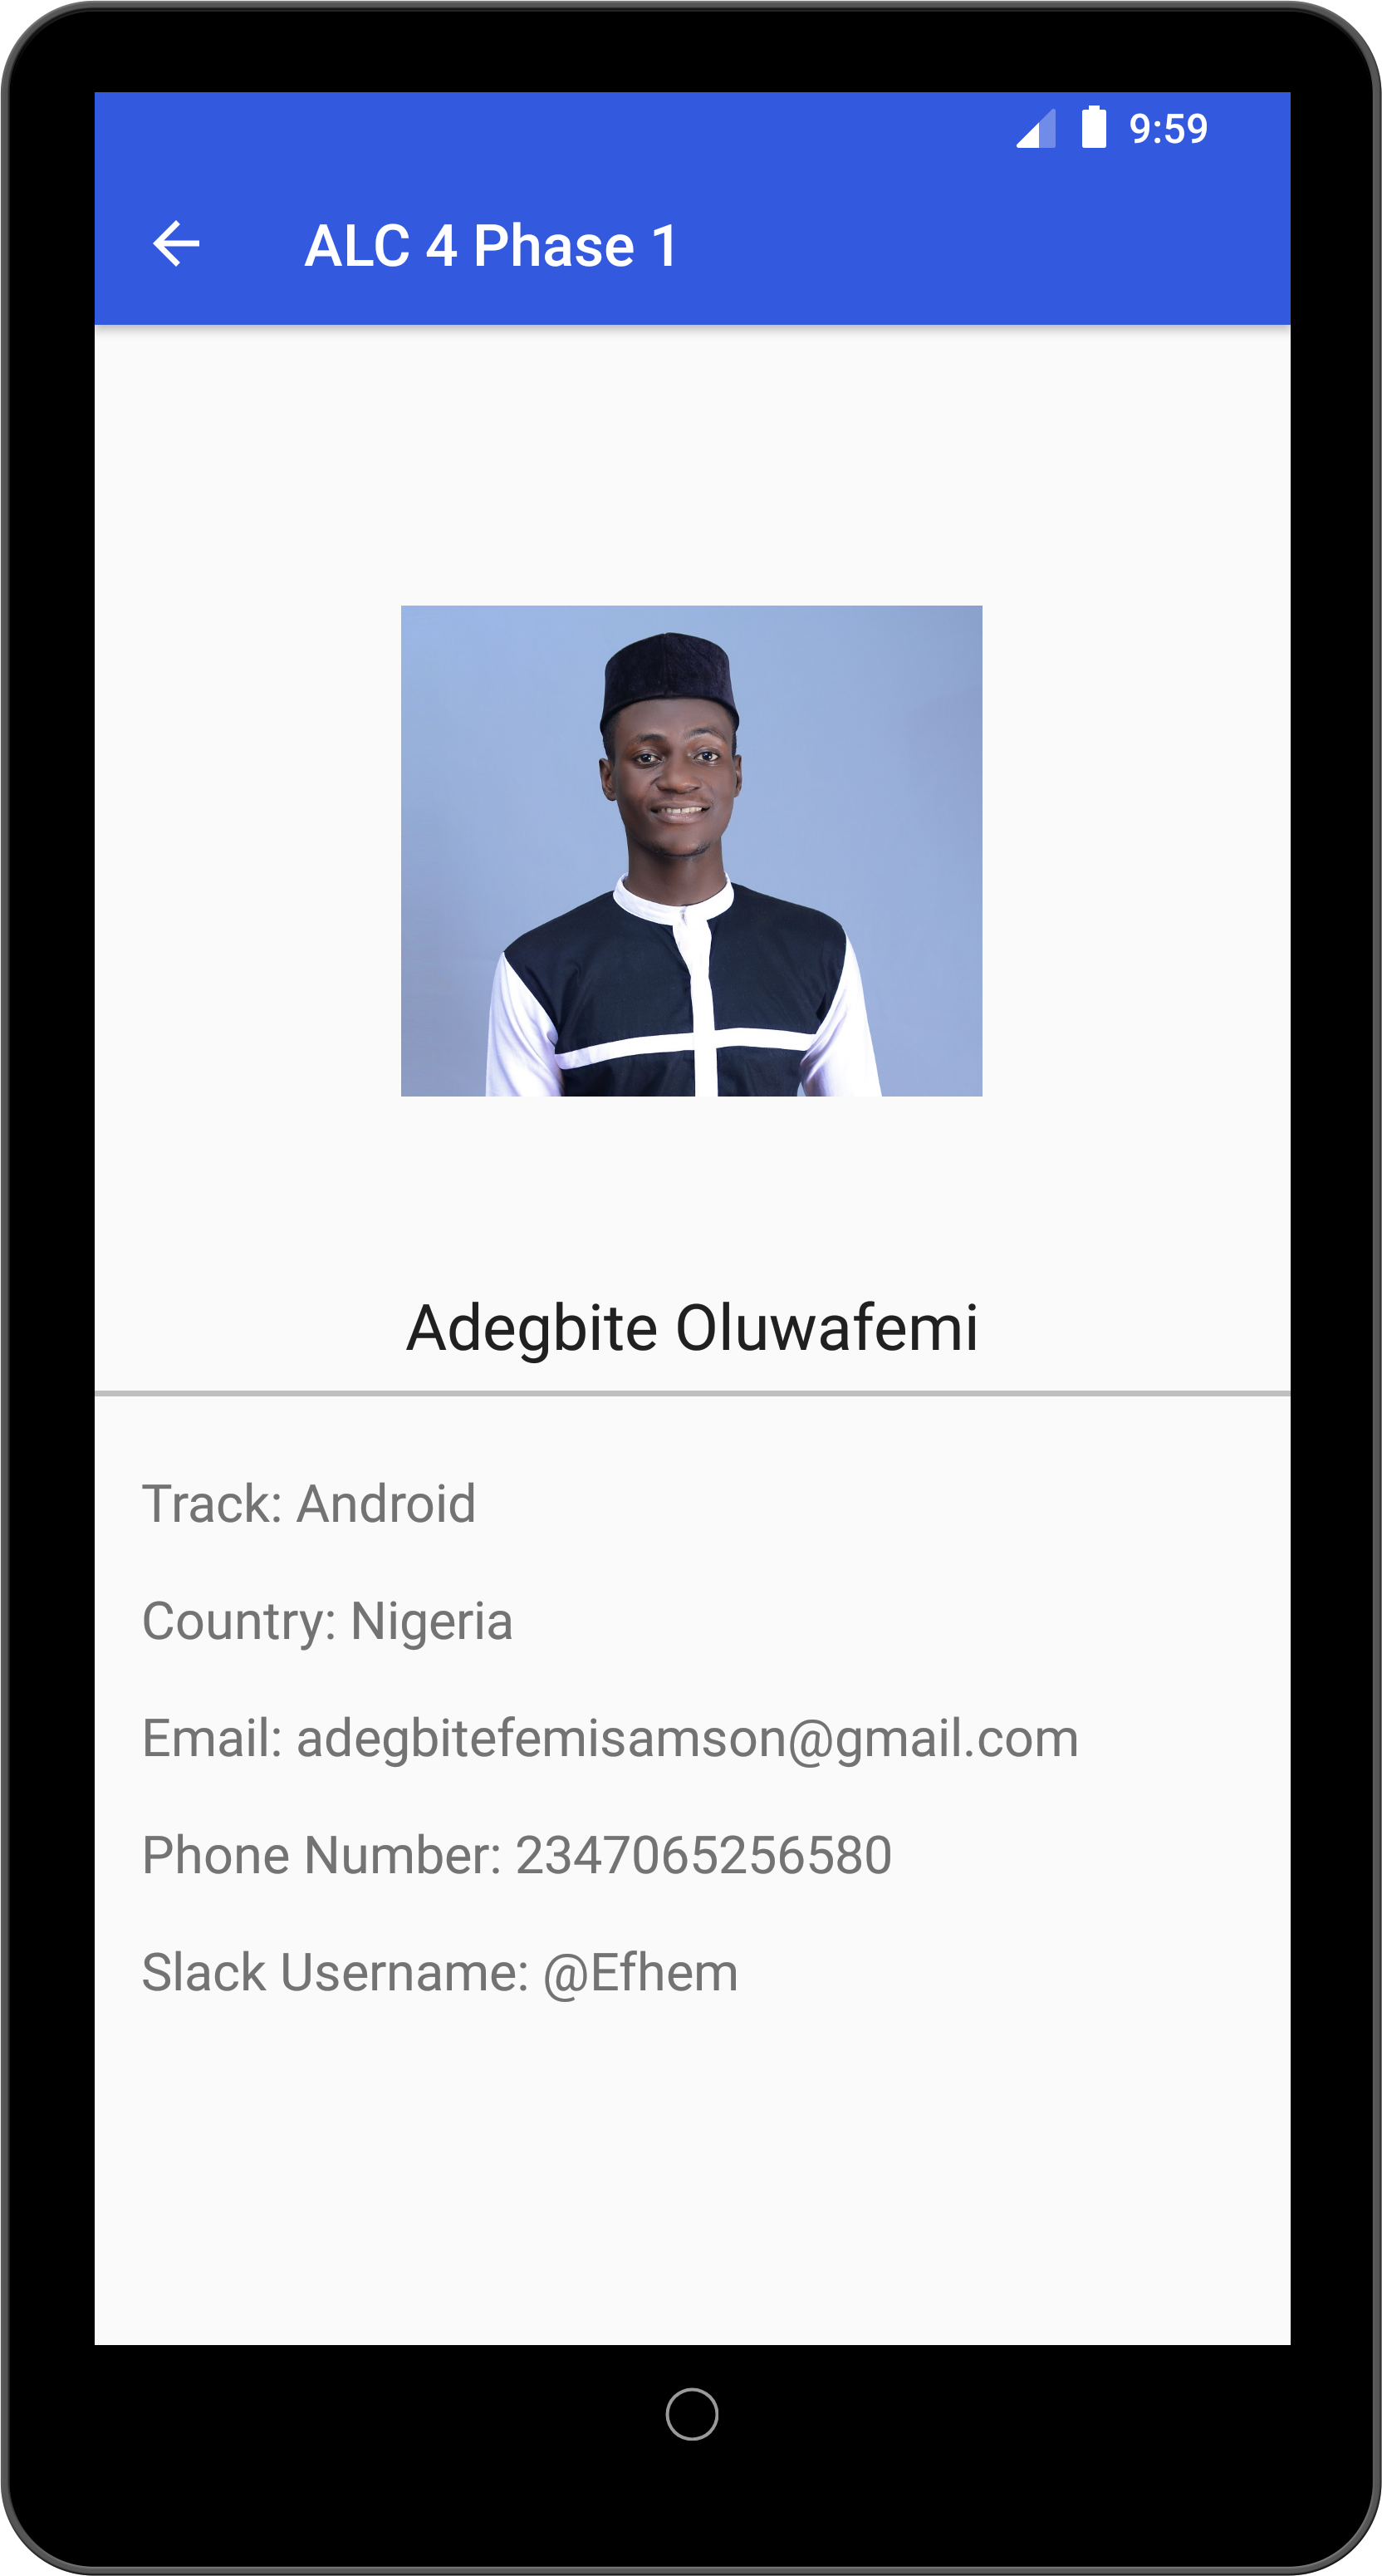 9:59
ALC 4 Phase 1
Adegbite Oluwafemi
Track: Android
Country: Nigeria
Email: adegbitefemisamson@gmail.com
Phone Number: 2347065256580
Slack Username: @Efhem